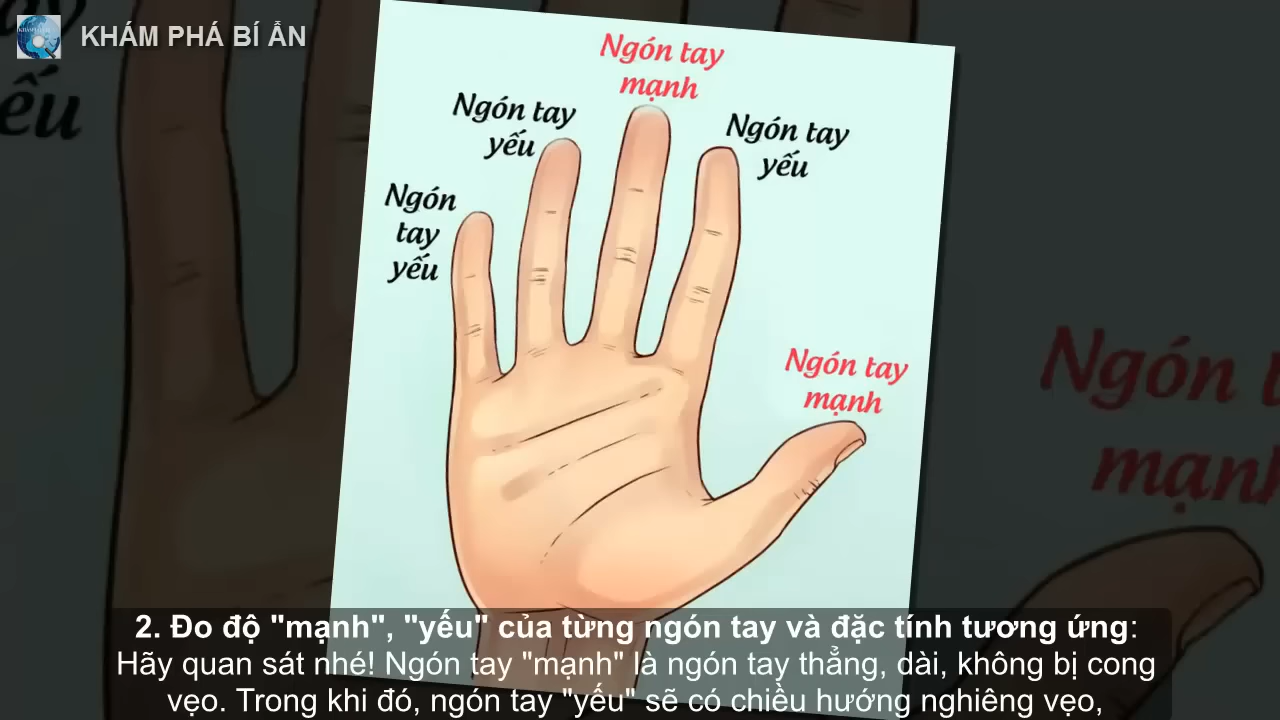 KHÁM PHÁ BÍ ẨN
Ngón tay
mạnh
Ngón tay
yếu
Ngón tay
yếu
Ngón
tay
yếu
Ngón tay
mạnh
2. Đo độ "mạnh", "yếu" của từng ngón tay và đặc tính tương ứng:
Hãy quan sát nhé! Ngón tay "mạnh" là ngón tay thẳng, dài, không bị cong
vẹo. Trong khi đó, ngón tay "yếu" sẽ có chiều hướng nghiêng vẹo,